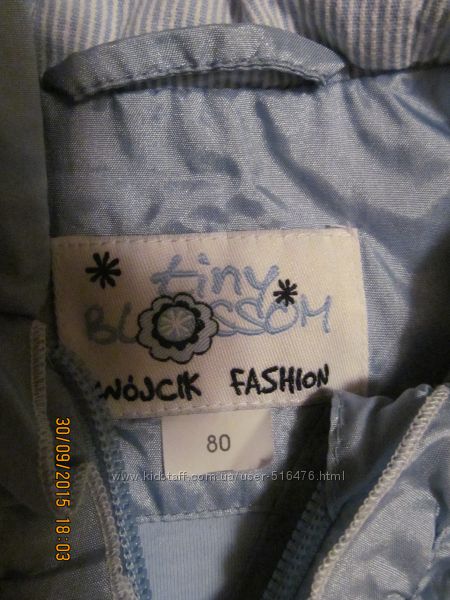 tiny
BLOSSOM
WÓJCIK FASHION
80
www.kidstaff.com.ua/user-516476.html
30/09/2015 18:03